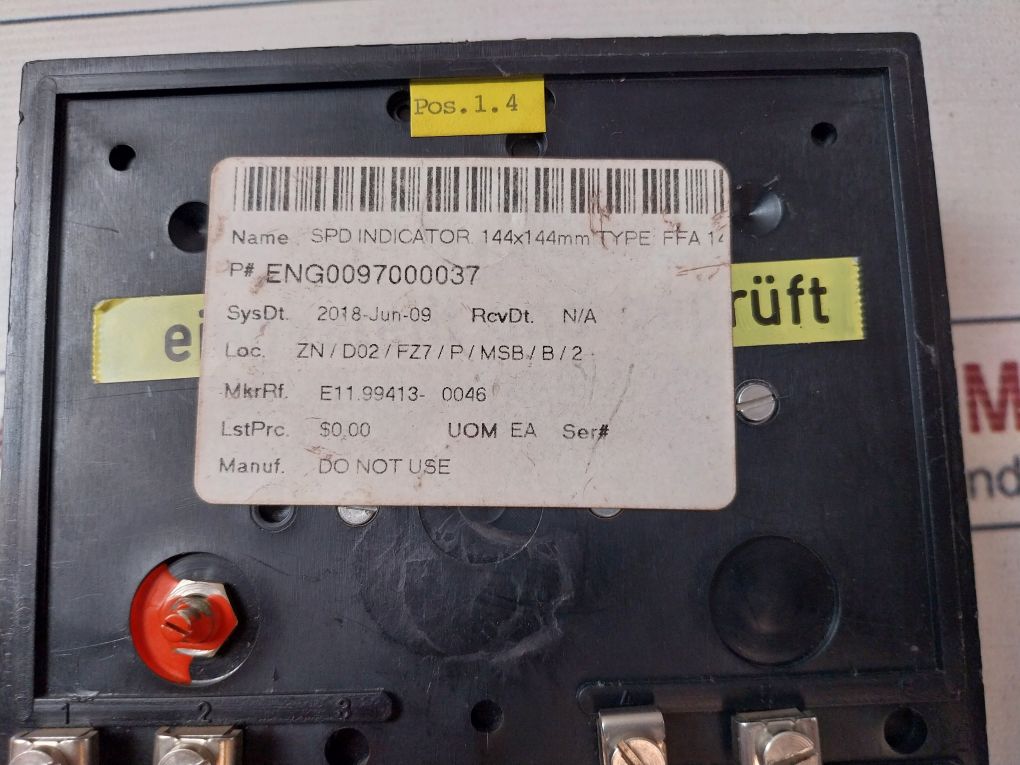 Pos.1.4
Name SPD INDICATOR. 144x144mm TYPE FFA 14
P# ENG0097000037
SysDt. 2018-Jun-09 RcvDt. N/A
ei rüft
Loc. ZN / D02 / FZ7 / P / MSB / B / 2
MkrRf. E11.99413- 0046
LstPrc. $0.00 UOM EA Ser#
Manuf. DO NOT USE
M
nd
1 2 3 4